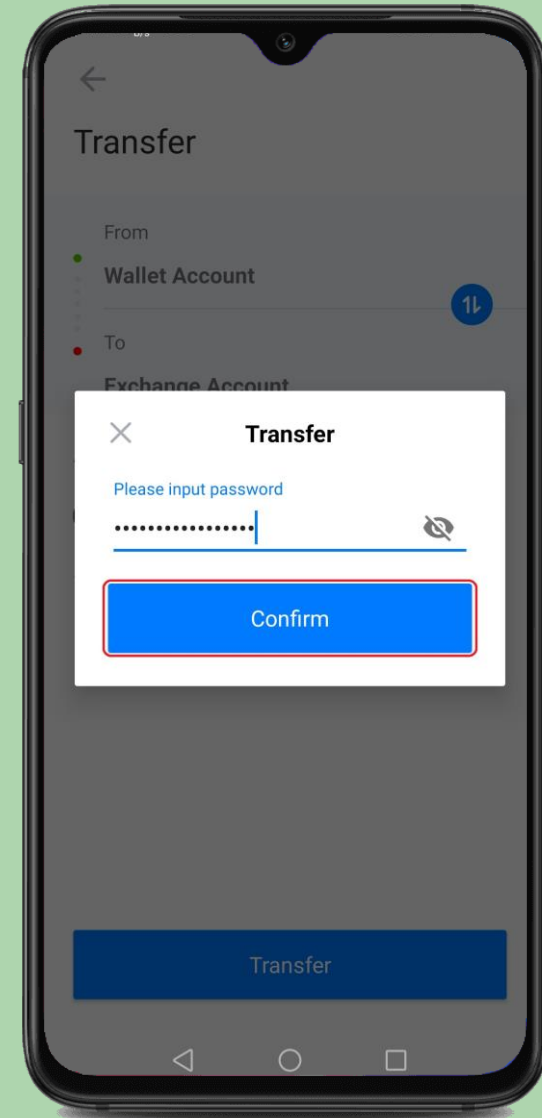 Transfer
From
Wallet Account
To
Exchange Account
Transfer
Please input password
•••••••••••••••••
Confirm
Transfer